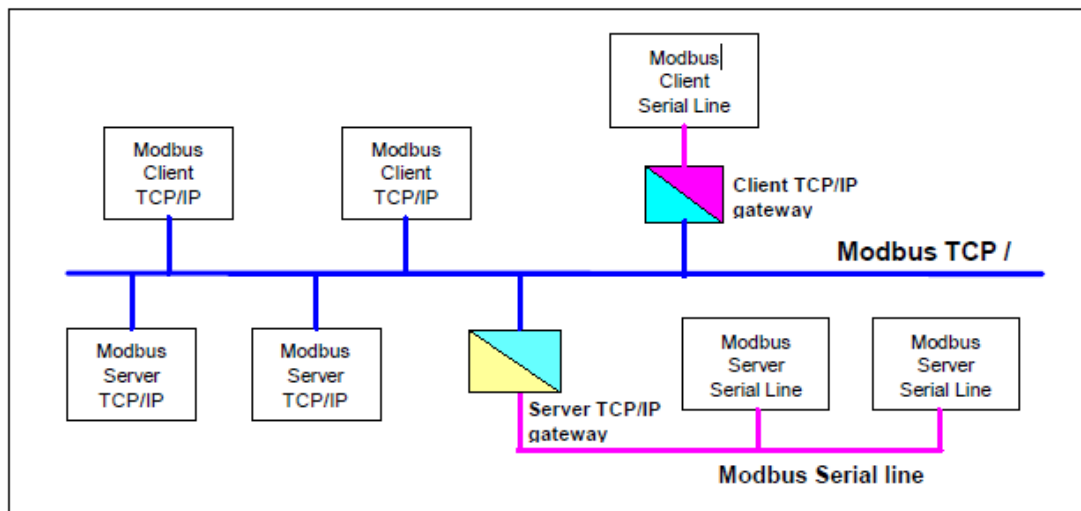 Modbus
Client
Serial Line
Modbus
Client
TCP/IP
Modbus
Client
TCP/IP
Client TCP/IP
gateway
Modbus TCP /
Modbus
Server
TCP/IP
Modbus
Server
TCP/IP
Server TCP/IP
gateway
Modbus
Server
Serial Line
Modbus
Server
Serial Line
Modbus Serial line